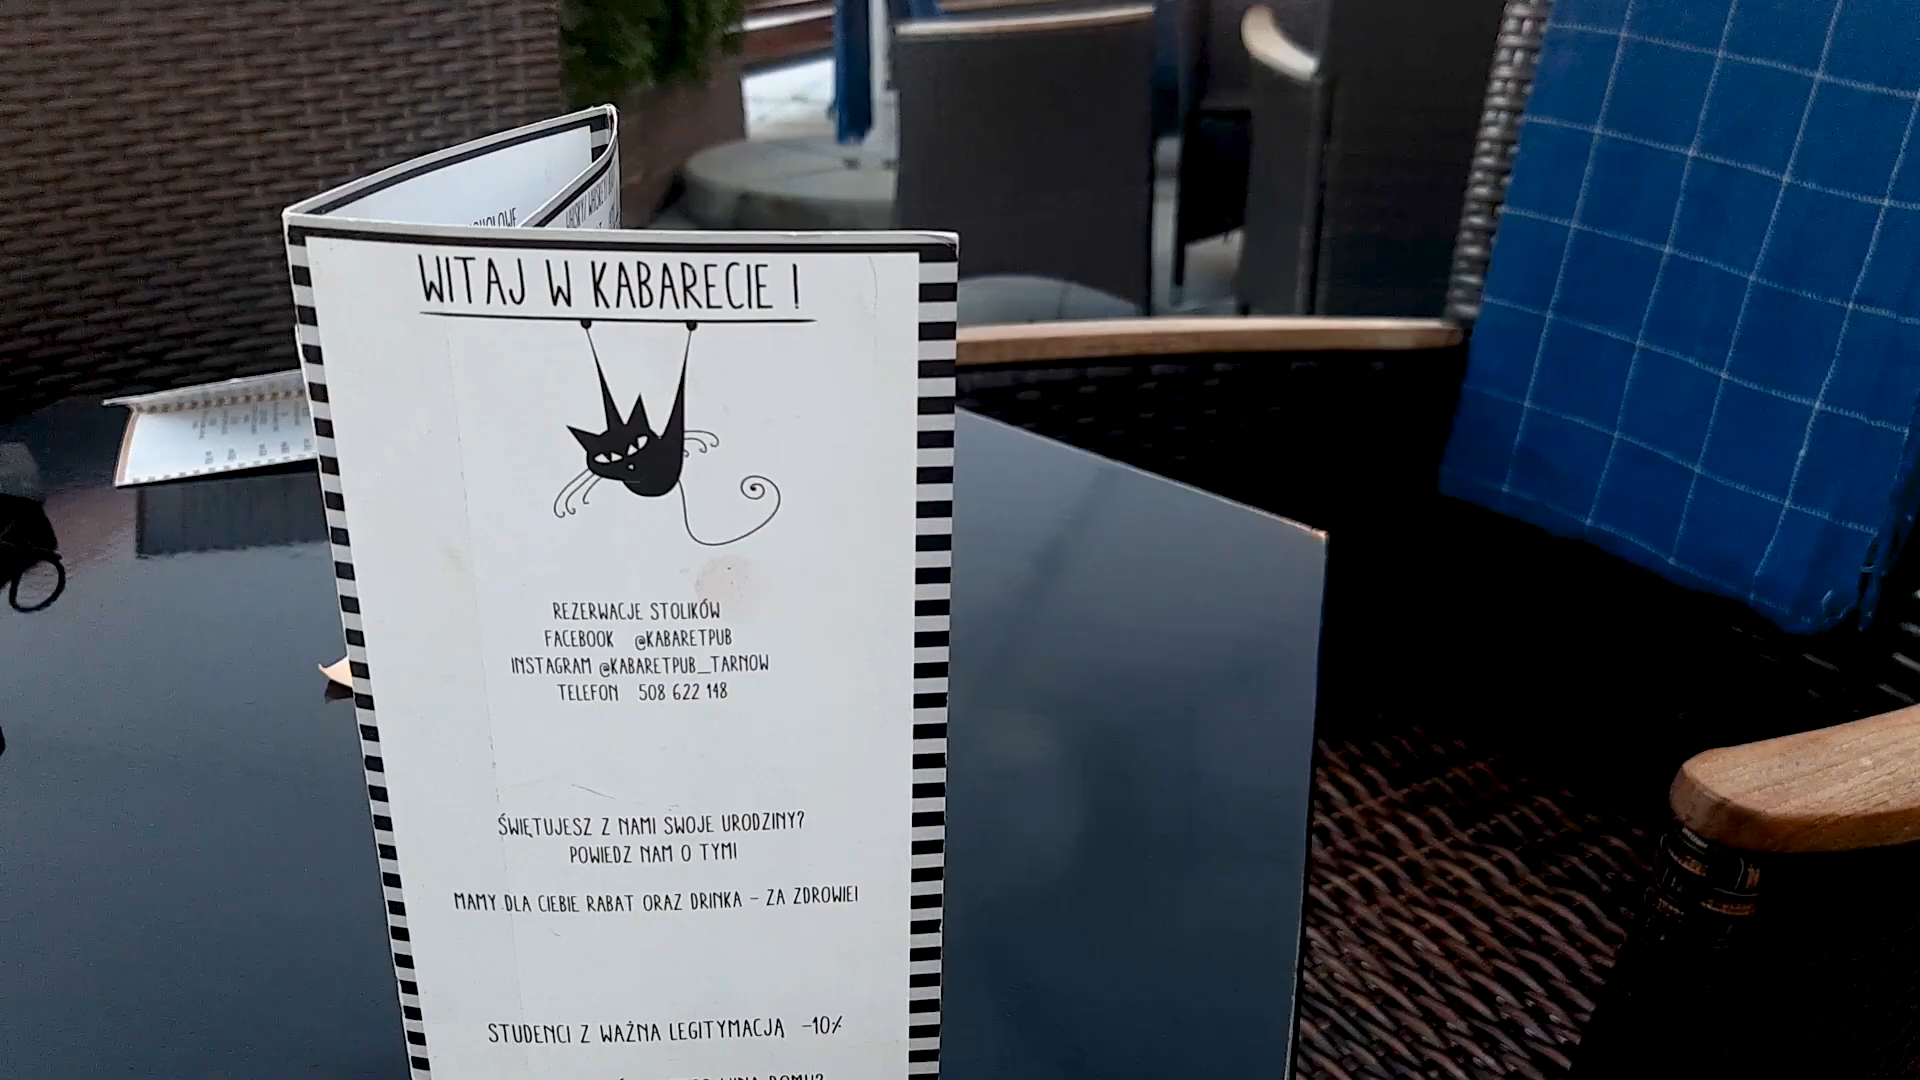 WITAJ W KABARECIE !
REZERWACJE STOLIKÓW
FACEBOOK @KABARETPUB
INSTAGRAM @KABARETPUB_TARNOW
TELEFON 508 622 148
ŚWIĘTUJESZ Z NAMI SWOJE URODZINY?
POWIEDZ NAM O TYM!
MAMY DLA CIEBIE RABAT ORAZ DRINKA – ZA ZDROWIE!
STUDENCI Z WAŻNA LEGITYMACJĄ -10%